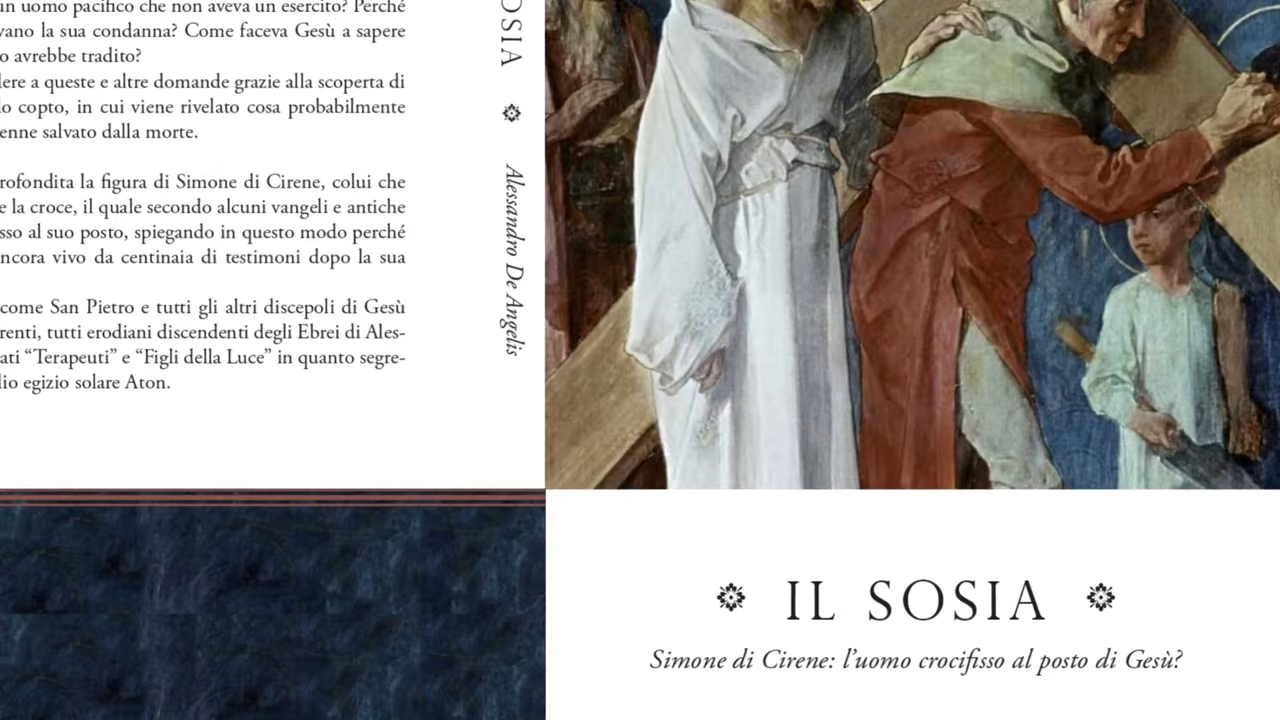 un uomo pacifico che non aveva un esercito? Perché
vano la sua condanna? Come faceva Gesù a sapere
o avrebbe tradito?
dere a queste e altre domande grazie alla scoperta di
lo copto, in cui viene rivelato cosa probabilmente
enne salvato dalla morte.
rofondita la figura di Simone di Cirene, colui che
e la croce, il quale secondo alcuni vangeli e antiche
sso al suo posto, spiegando in questo modo perché
ncora vivo da centinaia di testimoni dopo la sua
come San Pietro e tutti gli altri discepoli di Gesù
renti, tutti erodiani discendenti degli Ebrei di Ales-
ati “Terapeuti” e “Figli della Luce” in quanto segre-
dio egizio solare Aton.
OSIA
Alessandro De Angelis
IL SOSIA
Simone di Cirene: l’uomo crocifisso al posto di Gesù?